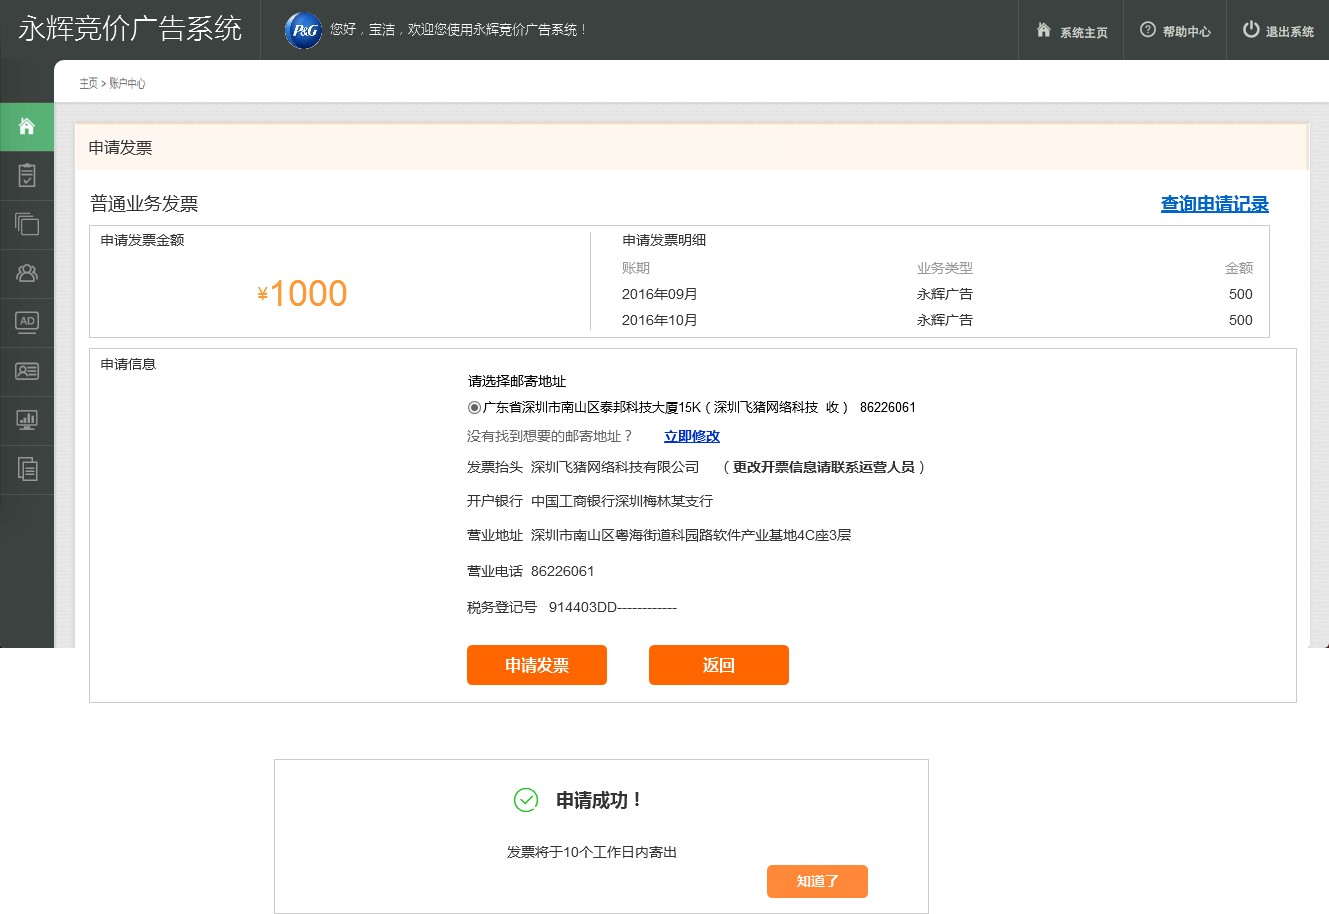 永辉竞价广告系统
P&G
您好，宝洁，欢迎您使用永辉竞价广告系统！
系统主页
帮助中心
退出系统
主页 > 账户中心
申请发票
普通业务发票
查询申请记录
申请发票金额
¥1000
申请发票明细
账期 业务类型 金额
2016年09月 永辉广告 500
2016年10月 永辉广告 500
AD
申请信息
请选择邮寄地址
广东省深圳市南山区泰邦科技大厦15K（深圳飞猪网络科技 收） 86226061
没有找到想要的邮寄地址？ 立即修改
发票抬头 深圳飞猪网络科技有限公司 （更改开票信息请联系运营人员）
开户银行 中国工商银行深圳梅林某支行
营业地址 深圳市南山区粤海街道科园路软件产业基地4C座3层
营业电话 86226061
税务登记号 914403DD------------
申请发票
返回
申请成功！
发票将于10个工作日内寄出
知道了